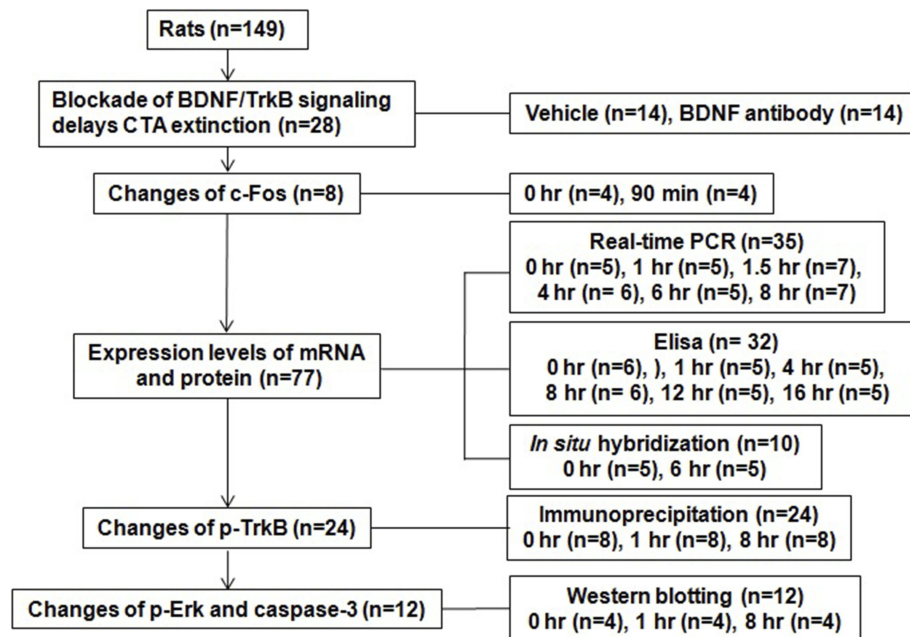 Rats (n=149)
Blockade of BDNF/TrkB signaling
delays CTA extinction (n=28)
Vehicle (n=14), BDNF antibody (n=14)
Changes of c-Fos (n=8)
0 hr (n=4), 90 min (n=4)
Real-time PCR (n=35)
0 hr (n=5), 1 hr (n=5), 1.5 hr (n=7),
4 hr (n= 6), 6 hr (n=5), 8 hr (n=7)
Expression levels of mRNA
and protein (n=77)
Elisa (n= 32)
0 hr (n=6), ), 1 hr (n=5), 4 hr (n=5),
8 hr (n= 6), 12 hr (n=5), 16 hr (n=5)
In situ hybridization (n=10)
0 hr (n=5), 6 hr (n=5)
Changes of p-TrkB (n=24)
Immunoprecipitation (n=24)
0 hr (n=8), 1 hr (n=8), 8 hr (n=8)
Changes of p-Erk and caspase-3 (n=12)
Western blotting (n=12)
0 hr (n=4), 1 hr (n=4), 8 hr (n=4)